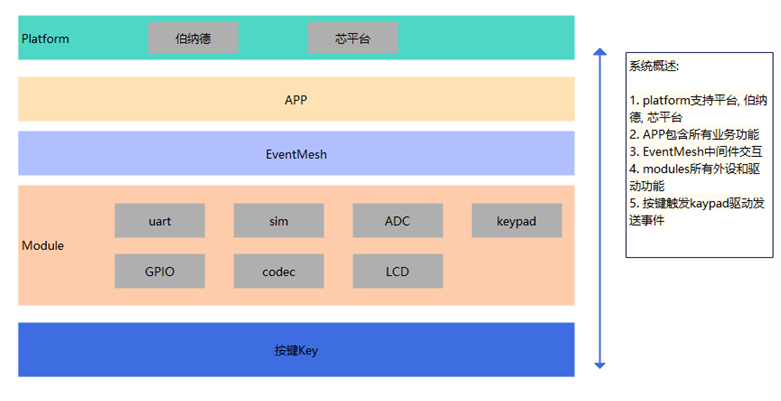 Platform
伯纳德
芯平台
APP
EventMesh
Module
uart
sim
ADC
keypad
GPIO
codec
LCD
按键Key
系统概述:
1. platform支持平台, 伯纳
德, 芯平台
2. APP包含所有业务功能
3. EventMesh中间件交互
4. modules所有外设和驱
动功能
5. 按键触发kaypad驱动发
送事件